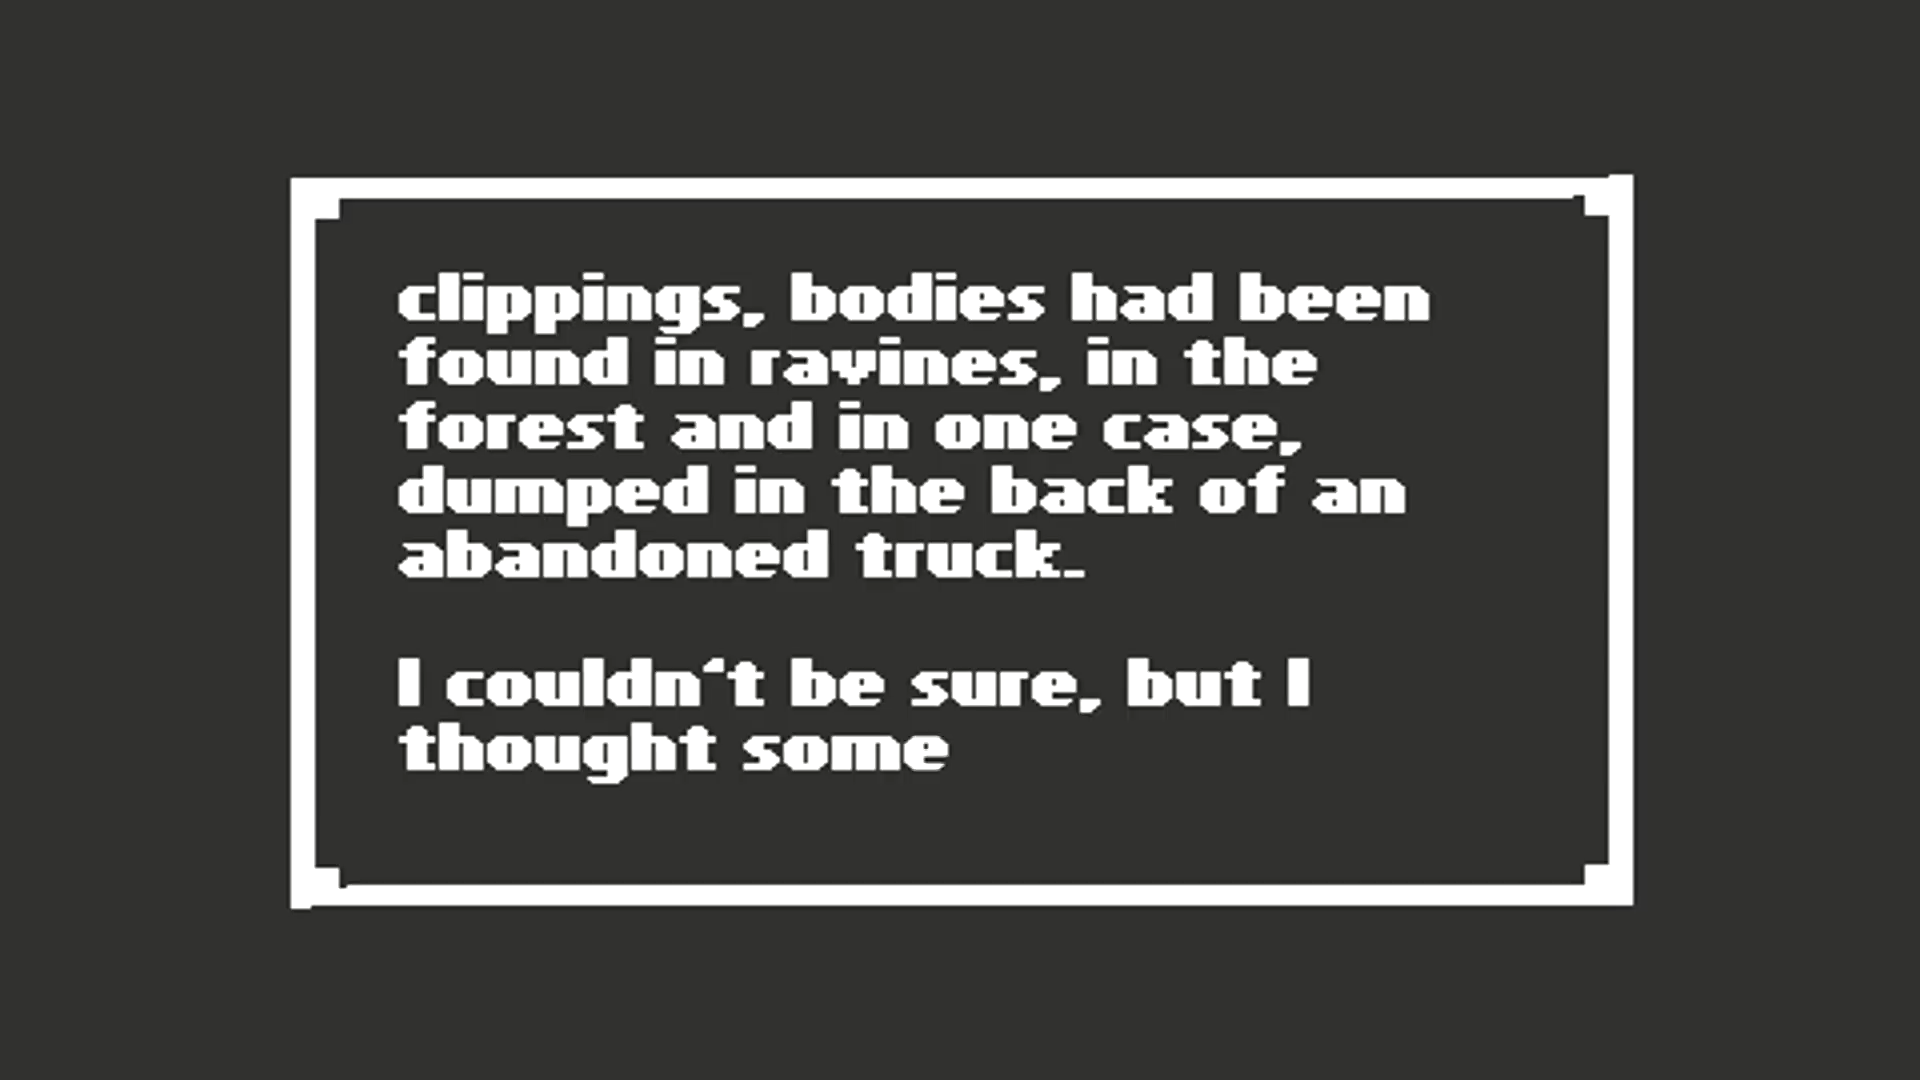 clippings, bodies had been
found in ravines, in the
forest and in one case,
dumped in the back of an
abandoned truck.
I couldn‘t be sure, but I
thought some